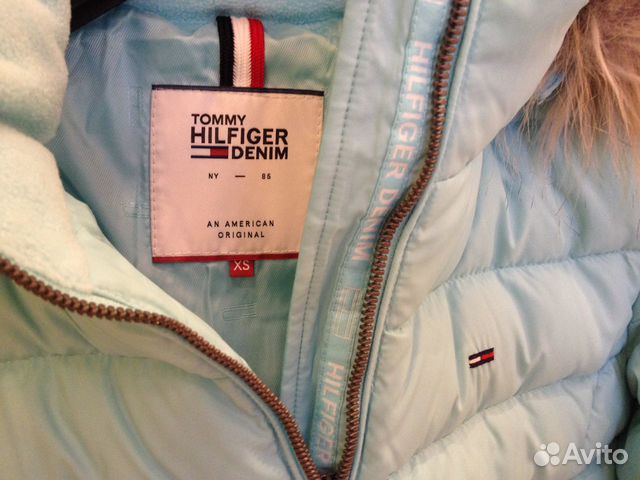 TOMMY
HILFIGER
DENIM
NY — 85
AN AMERICAN
ORIGINAL
XS
HILFIGER DENIM
HILFIGER
Avito